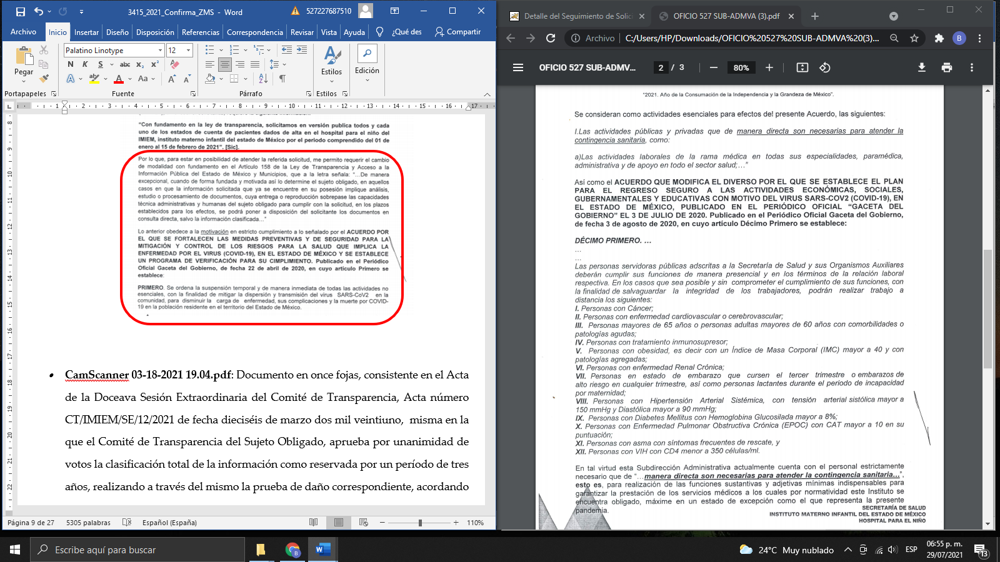 3415_2021_Confirma_ZMS - Word
527227687510
Archivo Inicio Insertar Diseño Disposición Referencias Correspondencia Revisar Vista Ayuda ¿Qué des Compartir
Palatino Linotype 12
N K S abc x₂ x²
Pegar
A ab A Aa A A
Estilos
Edición
Portapapeles Fuente Párrafo Estilos
1 2 3 4 5 6 7 8 9 10 11 12 13 14 15 17
“Con fundamento en la ley de transparencia, solicitamos en versión publica todos y cada
uno de los estados de cuenta de pacientes dados de alta en el hospital para el niño del
IMIEM, instituto materno infantil del estado de México por el periodo comprendido del 01 de
enero al 15 de febrero de 2021”. [Sic].
Por lo que, para estar en posibilidad de atender la referida solicitud, me permito requerir el cambio
de modalidad con fundamento en el Artículo 158 de la Ley de Transparencia y Acceso a la
Información Pública del Estado de México y Municipios, que a la letra señala: “...De manera
excepcional, cuando de forma fundada y motivada así lo determine el sujeto obligado, en aquellos
casos en que la información solicitada que ya se encuentre en su posesión implique análisis,
estudio o procesamiento de documentos, cuya entrega o reproducción sobrepase las capacidades
técnica administrativas y humanas del sujeto obligado para cumplir con la solicitud, en los plazos
establecidos para los efectos, se podrá poner a disposición del solicitante los documentos en
consulta directa, salvo la información clasificada...”
Lo anterior obedece a la motivación en estricto cumplimiento a lo señalado por el ACUERDO POR
EL QUE SE FORTALECEN LAS MEDIDAS PREVENTIVAS Y DE SEGURIDAD PARA LA
MITIGACIÓN Y CONTROL DE LOS RIESGOS PARA LA SALUD QUE IMPLICA LA
ENFERMEDAD POR EL VIRUS (COVID-19), EN EL ESTADO DE MÉXICO Y SE ESTABLECE
UN PROGRAMA DE VERIFICACIÓN PARA SU CIMPLIMIENTO. Publicado en el Periódico
Oficial Gaceta del Gobierno, de fecha 22 de abril de 2020, en cuyo artículo Primero se
establece:
PRIMERO. Se ordena la suspensión temporal y de manera inmediata de todas las actividades no
esenciales, con la finalidad de mitigar la dispersión y transmisión del virus SARS-CoV2 en la
comunidad, para disminuir la carga de enfermedad, sus complicaciones y la muerte por COVID-
19 en la población residente en el territorio del Estado de México.
• CamScanner 03-18-2021 19.04.pdf: Documento en once fojas, consistente en el Acta
de la Doceava Sesión Extraordinaria del Comité de Transparencia, Acta número
CT/IMIEM/SE/12/2021 de fecha dieciséis de marzo dos mil veintiuno, misma en la
que el Comité de Transparencia del Sujeto Obligado, aprueba por unanimidad de
votos la clasificación total de la información como reservada por un período de tres
años, realizando a través del mismo la prueba de daño correspondiente, acordando
Página 9 de 27 5305 palabras Español (España) 110%
Detalle del Seguimiento de Solici
OFICIO 527 SUB-ADMVA (3).pdf
Archivo C:/Users/HP/Downloads/OFICIO%20527%20SUB-ADMVA%20(3)... B
OFICIO 527 SUB-ADMV... 2 / 3 80%
"2021. Año de la Consumación de la Independencia y la Grandeza de México".
Se consideran como actividades esenciales para efectos del presente Acuerdo, las siguientes:
I.Las actividades públicas y privadas que de manera directa son necesarias para atender la
contingencia sanitaria, como:
a)Las actividades laborales de la rama médica en todas sus especialidades, paramédica,
administrativa y de apoyo en todo el sector salud;…”
Así como el ACUERDO QUE MODIFICA EL DIVERSO POR EL QUE SE ESTABLECE EL PLAN
PARA EL REGRESO SEGURO A LAS ACTIVIDADES ECONÓMICAS, SOCIALES,
GUBERNAMENTALES Y EDUCATIVAS CON MOTIVO DEL VIRUS SARS-COV2 (COVID-19), EN
EL ESTADO DE MÉXICO, PUBLICADO EN EL PERIÓDICO OFICIAL “GACETA DEL
GOBIERNO” EL 3 DE JULIO DE 2020. Publicado en el Periódico Oficial Gaceta del Gobierno,
de fecha 3 de agosto de 2020, en cuyo artículo Décimo Primero se establece:
DÉCIMO PRIMERO. …
…
…
Las personas servidoras públicas adscritas a la Secretaría de Salud y sus Organismos Auxiliares
deberán cumplir sus funciones de manera presencial y en los términos de la relación laboral
respectiva. En los casos que sea posible y sin comprometer el cumplimiento de sus funciones, con
la finalidad de salvaguardar la integridad de los trabajadores, podrán realizar trabajo a
distancia los siguientes:
I. Personas con Cáncer;
II. Personas con enfermedad cardiovascular o cerebrovascular;
III. Personas mayores de 65 años o personas adultas mayores de 60 años con comorbilidades o
patologías agudas;
IV. Personas con tratamiento inmunosupresor;
V. Personas con obesidad, es decir con un Índice de Masa Corporal (IMC) mayor a 40 y con
patologías agregadas;
VI. Personas con enfermedad Renal Crónica;
VII. Personas en estado de embarazo que cursen el tercer trimestre o embarazos de
alto riesgo en cualquier trimestre, así como personas lactantes durante el periodo de incapacidad
por maternidad;
VIII. Personas con Hipertensión Arterial Sistémica, con tensión arterial sistólica mayor a
150 mmHg y Diastólica mayor a 90 mmHg;
IX. Personas con Diabetes Mellitus con Hemoglobina Glucosilada mayor a 8%;
X. Personas con Enfermedad Pulmonar Obstructiva Crónica (EPOC) con CAT mayor a 10 en su
puntuación;
XI. Personas con asma con síntomas frecuentes de rescate, y
XII. Personas con VIH con CD4 menor a 350 células/ml.
En tal virtud esta Subdirección Administrativa actualmente cuenta con el personal estrictamente
necesario que de “…manera directa son necesarias para atender la contingencia sanitaria…”,
esto es, para realización de las funciones sustantivas y adjetivas mínimas indispensables para
garantizar la prestación de los servicios médicos a los cuales por normatividad este Instituto se
encuentra obligado, máxime en un estado de excepción como el que representa la presente
pandemia.
SECRETARÍA DE SALUD
INSTITUTO MATERNO INFANTIL DEL ESTADO DE MÉXICO
HOSPITAL PARA EL NIÑO
Escribe aquí para buscar
24°C Muy nublado
ESP
06:55 p. m.
29/07/2021
13